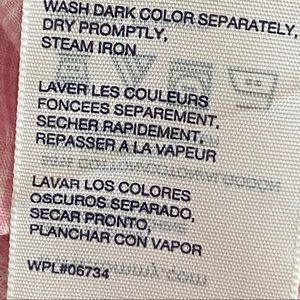 WASH DARK COLOR SEPARATELY,
DRY PROMPTLY,
STEAM IRON
LAVER LES COULEURS
FONCEES SEPAREMENT,
SECHER RAPIDEMENT,
REPASSER A LA VAPEUR
LAVAR LOS COLORES
OSCUROS SEPARADO,
SECAR PRONTO,
PLANCHAR CON VAPOR
WPL#06734